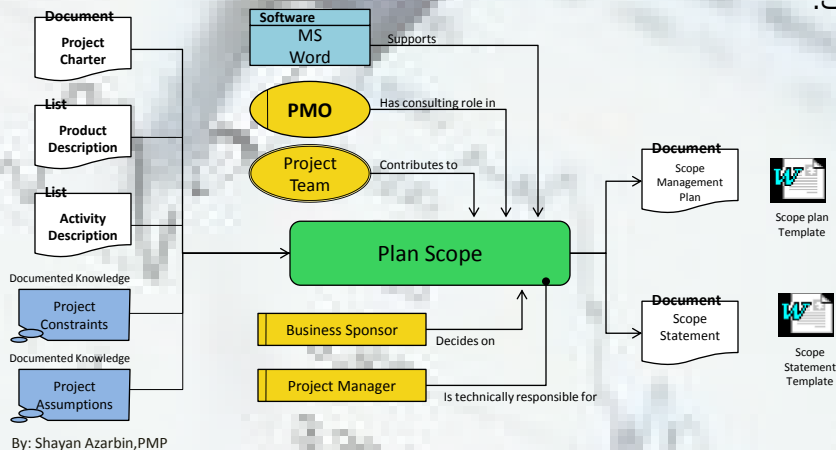 Document
Project
Charter
List
Product
Description
List
Activity
Description
Documented Knowledge
Project
Constraints
Documented Knowledge
Project
Assumptions
By: Shayan Azarbin,PMP
Software
MS
Word
Supports
PMO
Has consulting role in
Project
Team
Contributes to
Plan Scope
Business Sponsor
Decides on
Project Manager
Is technically responsible for
Document
Scope
Management
Plan
Scope plan
Template
Document
Scope
Statement
Scope
Statement
Template